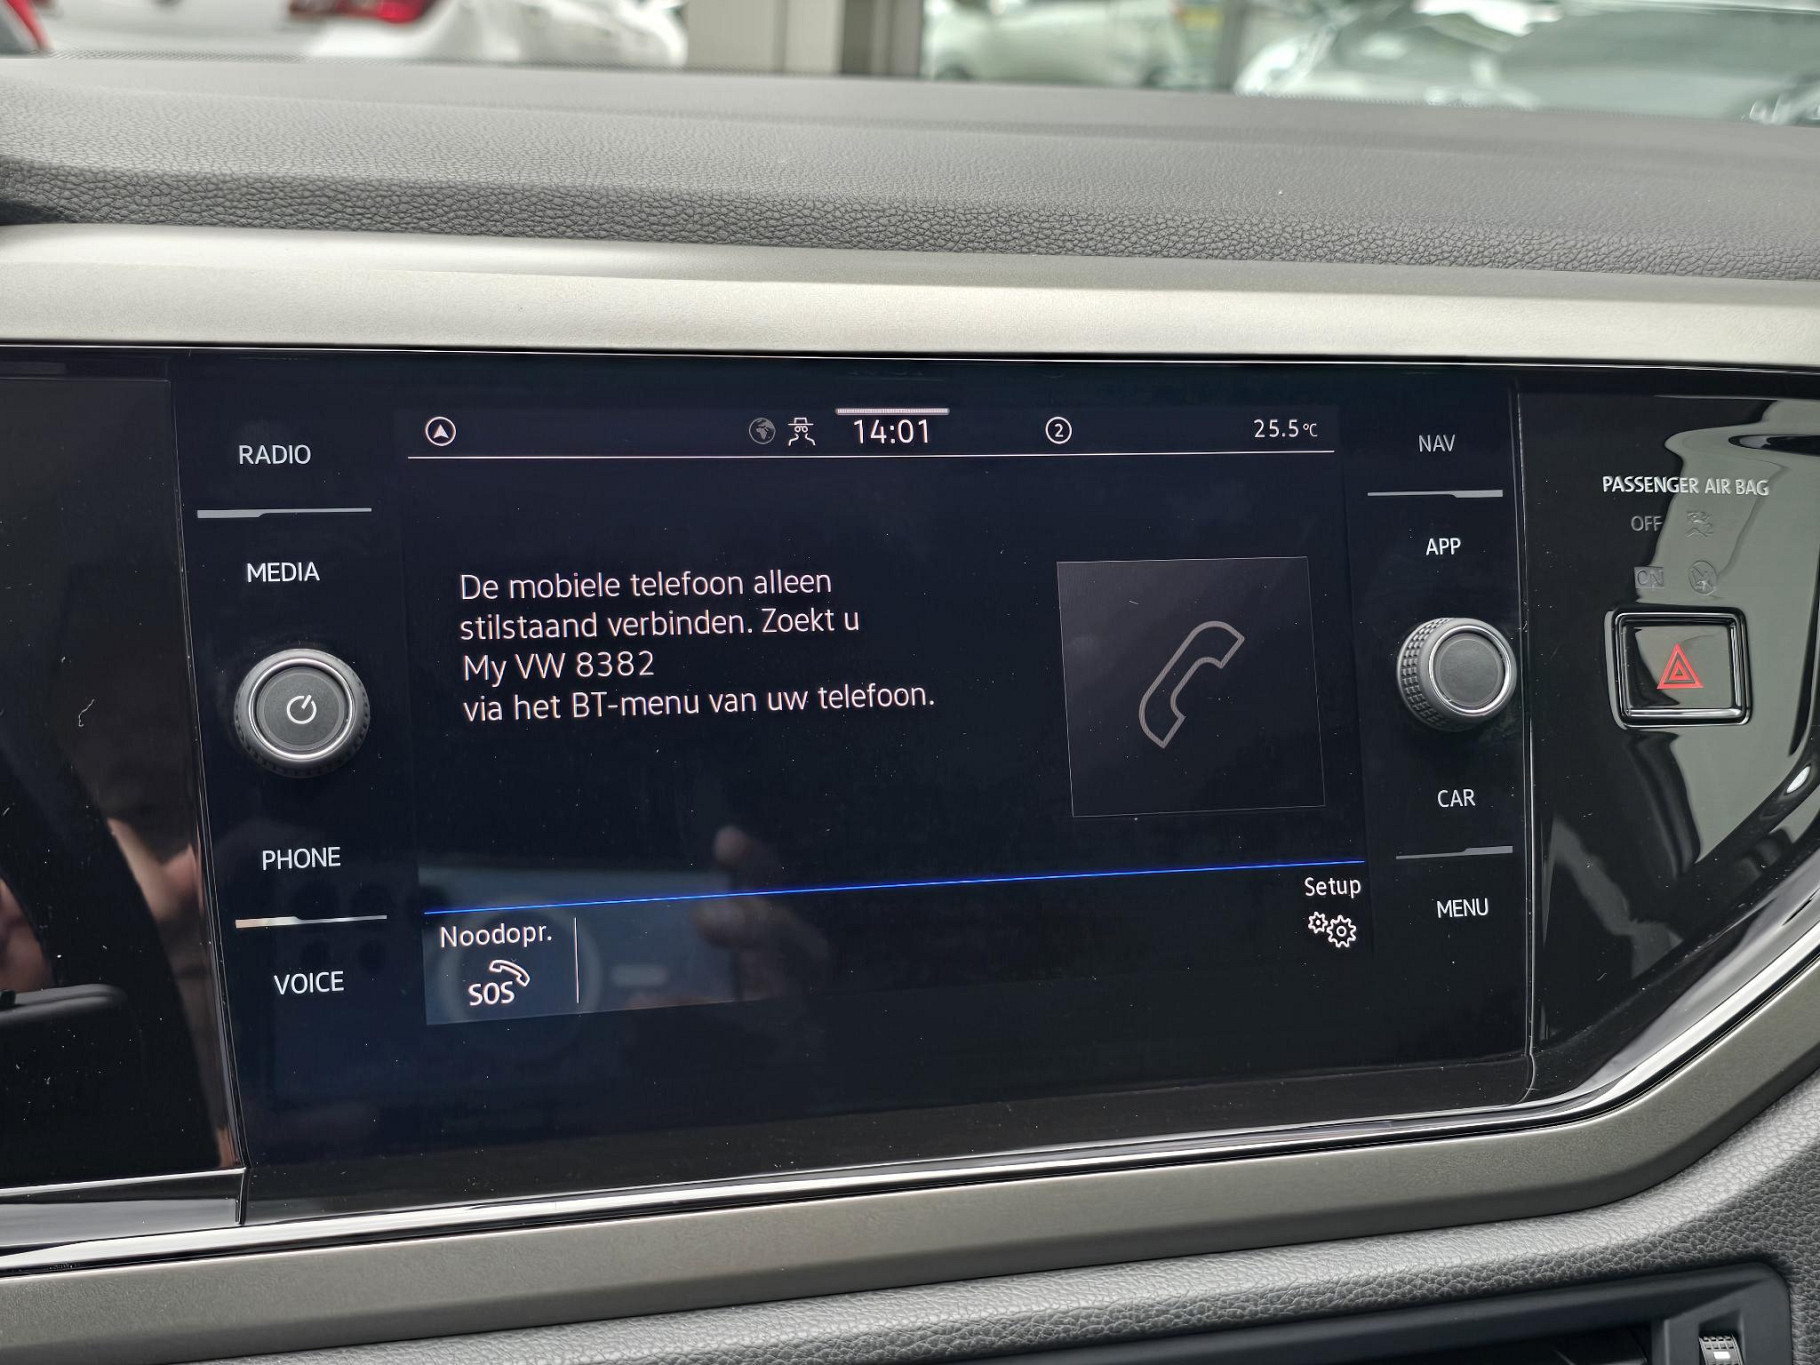 RADIO
MEDIA
PHONE
VOICE
14:01
2
25.5°C
De mobiele telefoon alleen
stilstaand verbinden. Zoekt u
My VW 8382
via het BT-menu van uw telefoon.
Noodopr.
SOS
Setup
NAV
APP
CAR
MENU
PASSENGER AIR BAG
OFF
ON